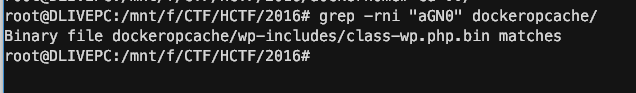 root@DLIVEPC:/mnt/f/CTF/HCTF/2016# grep -rni "aGN0" dockeropcache/
Binary file dockeropcache/wp-includes/class-wp.php.bin matches
root@DLIVEPC:/mnt/f/CTF/HCTF/2016#